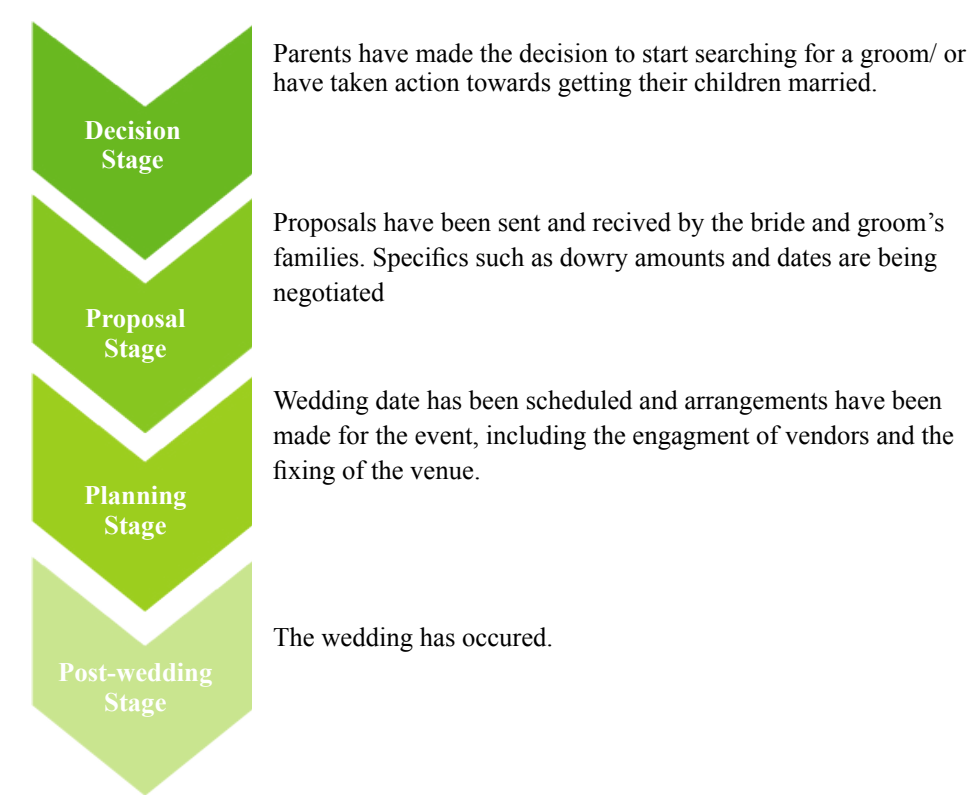 Parents have made the decision to start searching for a groom/ or
have taken action towards getting their children married.
Decision
Stage
Proposals have been sent and recived by the bride and groom’s
families. Specifics such as dowry amounts and dates are being
negotiated
Proposal
Stage
Wedding date has been scheduled and arrangements have been
made for the event, including the engagment of vendors and the
fixing of the venue.
Planning
Stage
The wedding has occured.
Post-wedding
Stage